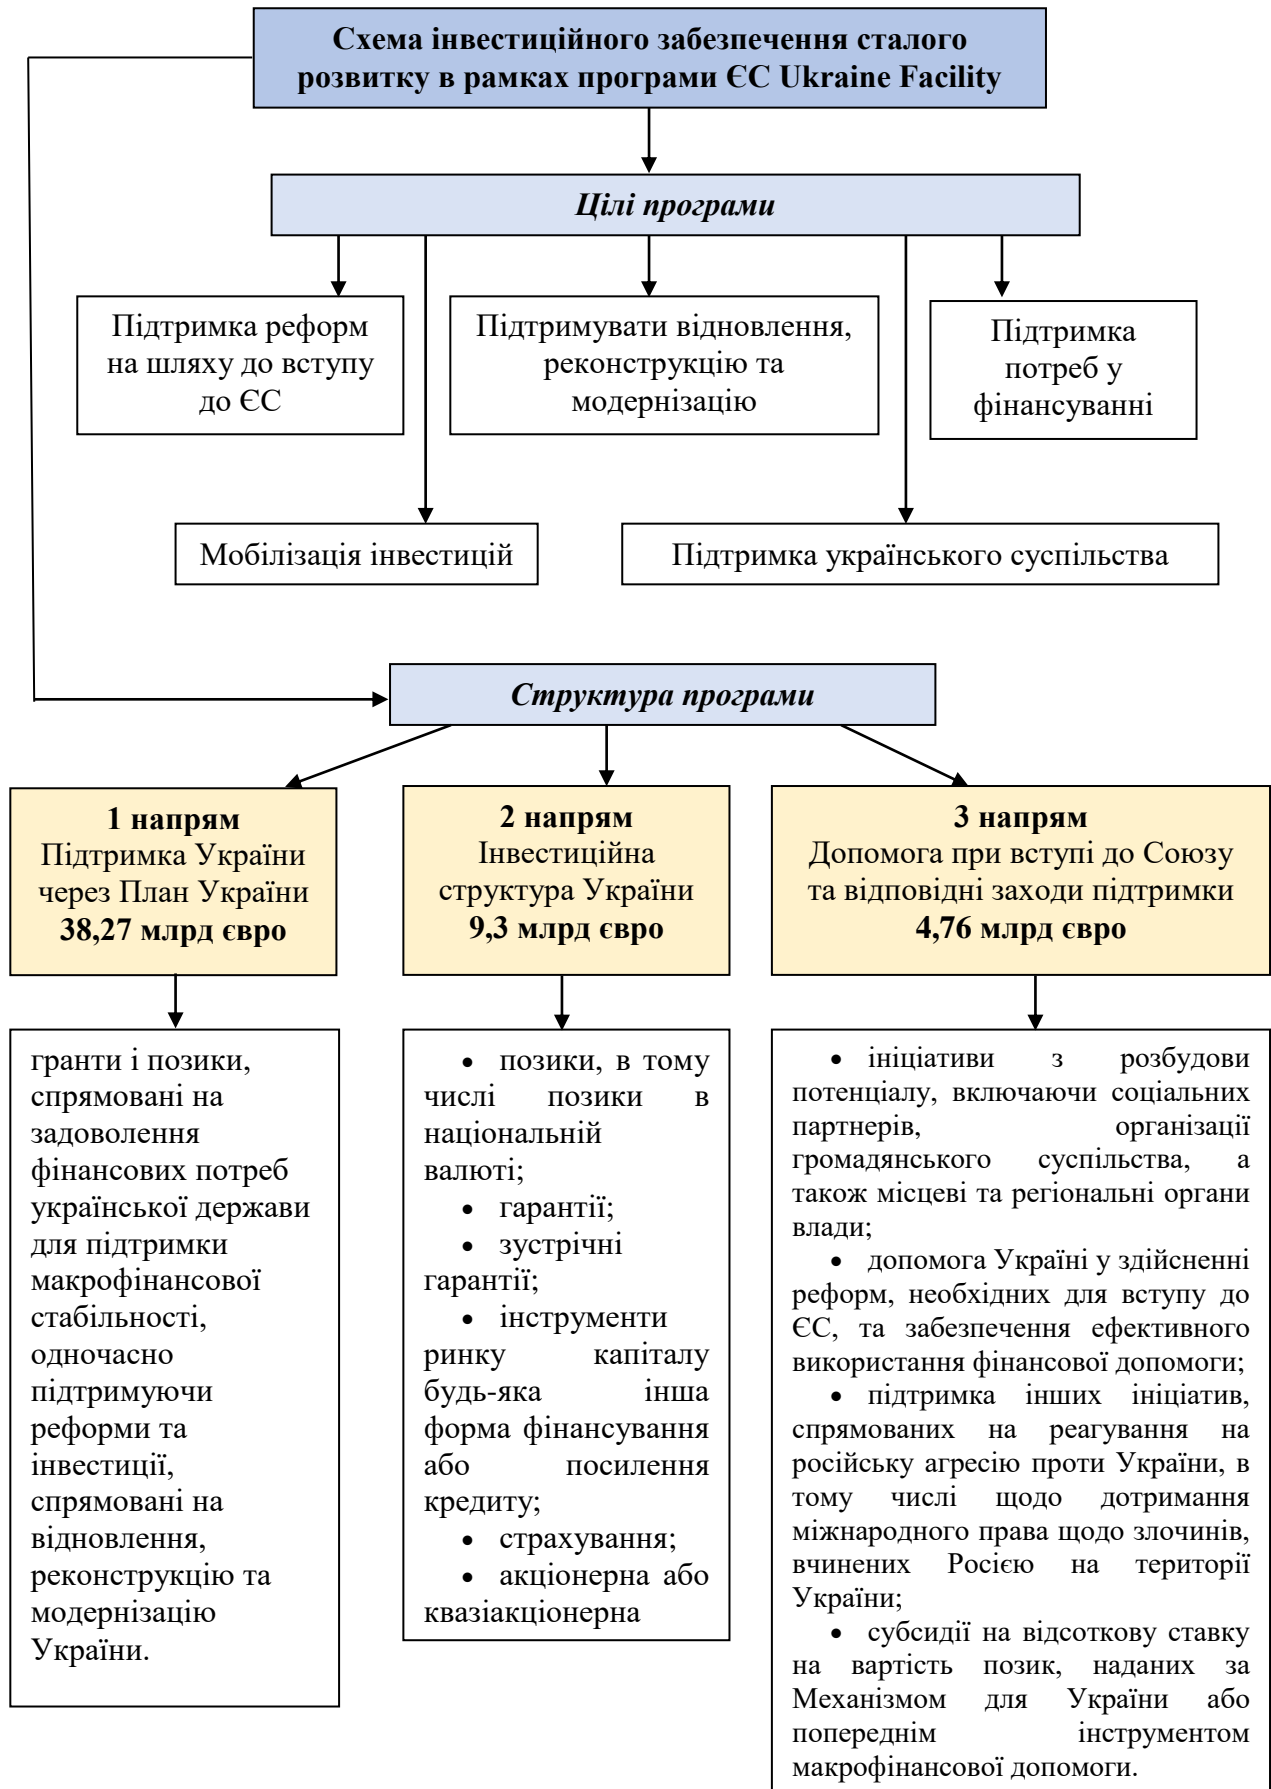 Схема інвестиційного забезпечення сталого
розвитку в рамках програми ЄС Ukraine Facility
Цілі програми
Підтримка реформ
на шляху до вступу
до ЄС
Підтримувати відновлення,
реконструкцію та
модернізацію
Підтримка
потреб у
фінансуванні
Мобілізація інвестицій
Підтримка українського суспільства
Структура програми
1 напрям
Підтримка України
через План України
38,27 млрд євро
2 напрям
Інвестиційна
структура України
9,3 млрд євро
3 напрям
Допомога при вступі до Союзу
та відповідні заходи підтримки
4,76 млрд євро
гранти і позики,
спрямовані на
задоволення
фінансових потреб
української держави
для підтримки
макрофінансової
стабільності,
одночасно
підтримуючи
реформи та
інвестиції,
спрямовані на
відновлення,
реконструкцію та
модернізацію
України.
• позики, в тому
числі позики в
національній
валюті;
• гарантії;
• зустрічні
гарантії;
• інструменти
ринку капіталу
будь-яка інша
форма фінансування
або посилення
кредиту;
• страхування;
• акціонерна або
квазіакціонерна
• ініціативи з розбудови
потенціалу, включаючи соціальних
партнерів, організації
громадянського суспільства, а
також місцеві та регіональні органи
влади;
• допомога Україні у здійсненні
реформ, необхідних для вступу до
ЄС, та забезпечення ефективного
використання фінансової допомоги;
• підтримка інших ініціатив,
спрямованих на реагування на
російську агресію проти України, в
тому числі щодо дотримання
міжнародного права щодо злочинів,
вчинених Росією на території
України;
• субсидії на відсоткову ставку
на вартість позик, наданих за
Механізмом для України або
попереднім інструментом
макрофінансової допомоги.